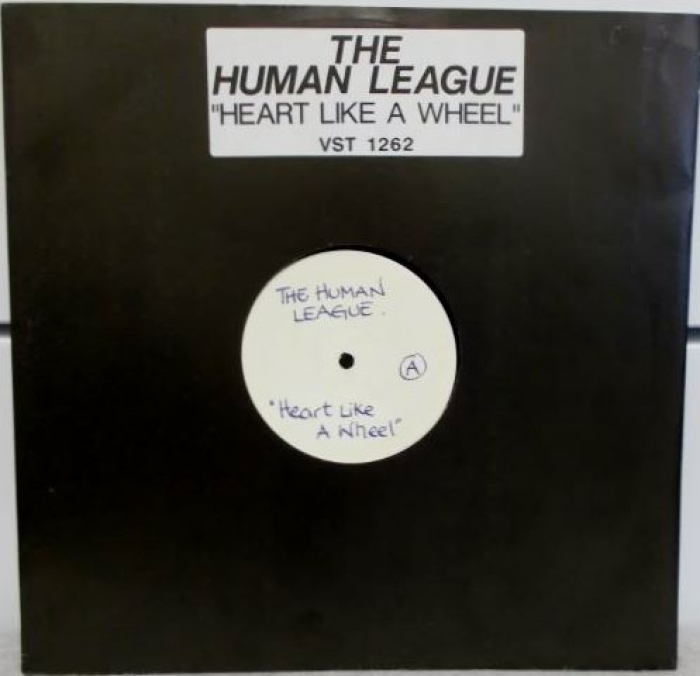 THE
HUMAN LEAGUE
"HEART LIKE A WHEEL"
VST 1262
THE HUMAN
LEAGUE.
A
"Heart Like
A Wheel"